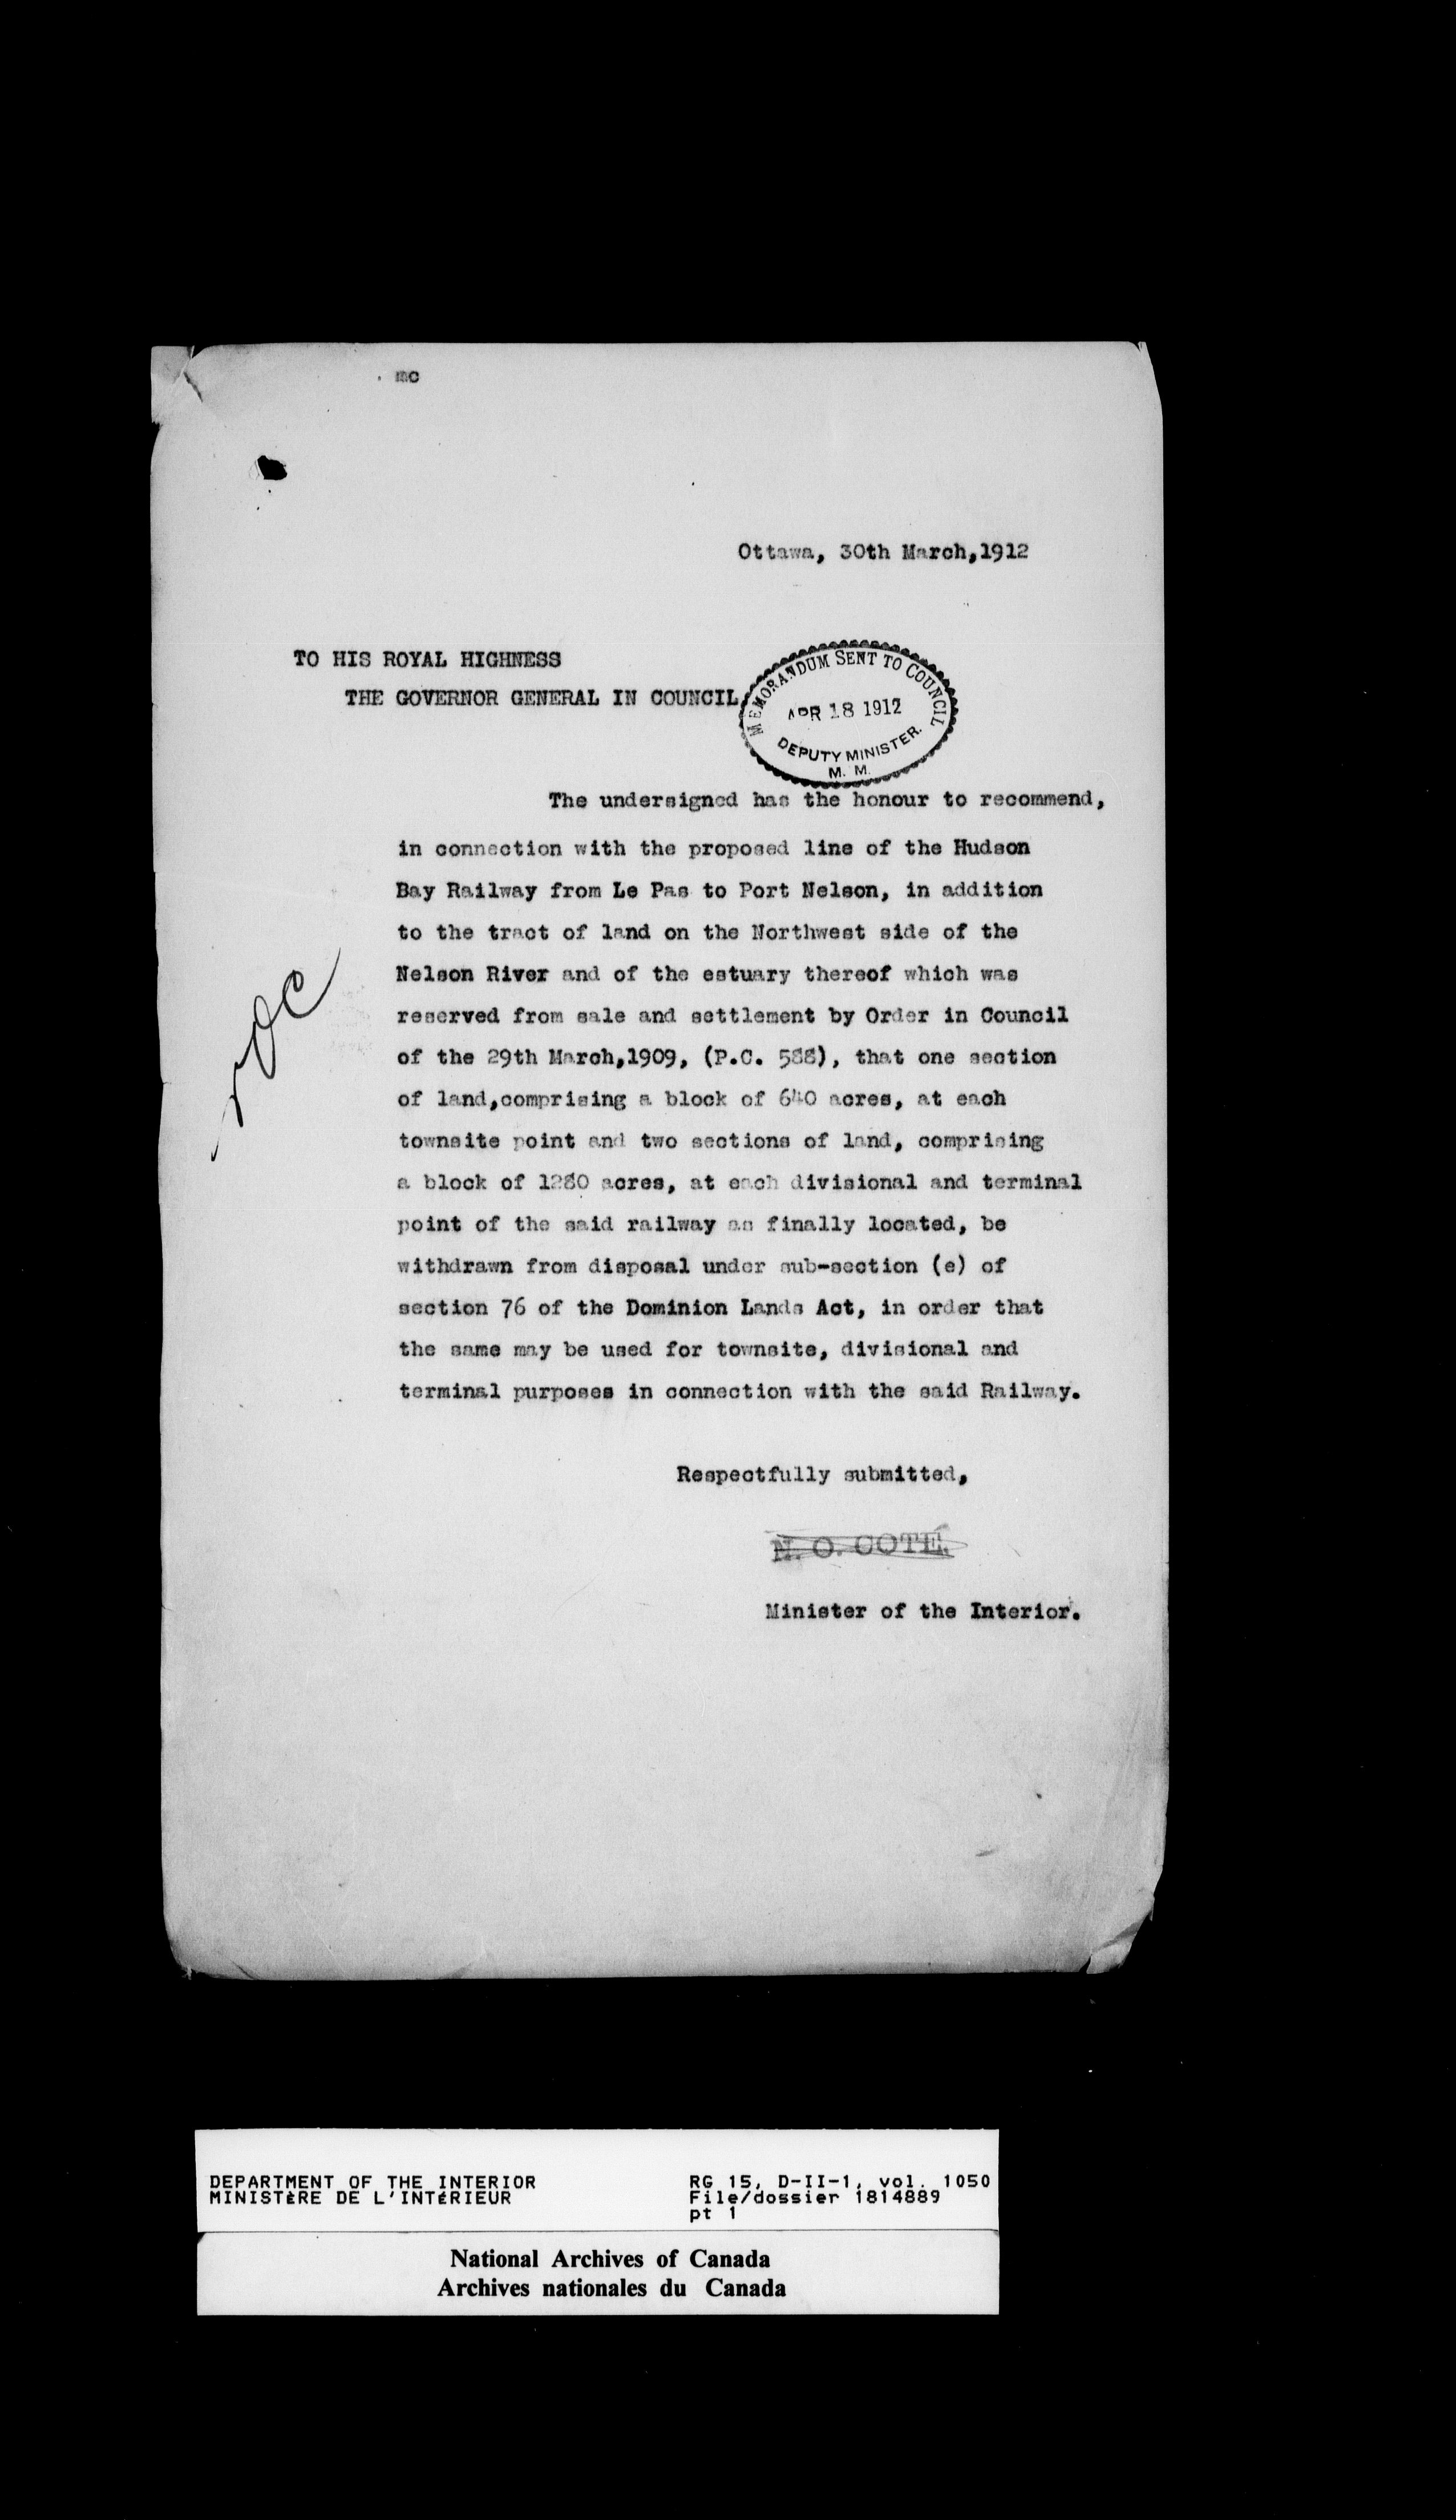 mc
Ottawa, 30th March,1912
TO HIS ROYAL HIGHNESS
THE GOVERNOR GENERAL IN COUNCIL
MEMORANDUM SENT TO COUNCIL
APR 18 1912
DEPUTY MINISTER.
M. M.
The undersigned has the honour to recommend,
in connection with the proposed line of the Hudson
Bay Railway from Le Pas to Port Nelson, in addition
to the tract of land on the Northwest side of the
Nelson River and of the estuary thereof which was
reserved from sale and settlement by Order in Council
of the 29th March,1909, (P.C. 588), that one section
of land,comprising a block of 640 acres, at each
townsite point and two sections of land, comprising
a block of 1280 acres, at each divisional and terminal
point of the said railway as finally located, be
withdrawn from disposal under sub-section (e) of
section 76 of the Dominion Lands Act, in order that
the same may be used for townsite, divisional and
terminal purposes in connection with the said Railway.
Respectfully submitted,
N. O. COTÉ.
Minister of the Interior.
DEPARTMENT OF THE INTERIOR
MINISTÈRE DE L'INTÉRIEUR
RG 15, D-II-1, vol. 1050
File/dossier 1814889
pt 1
National Archives of Canada
Archives nationales du Canada